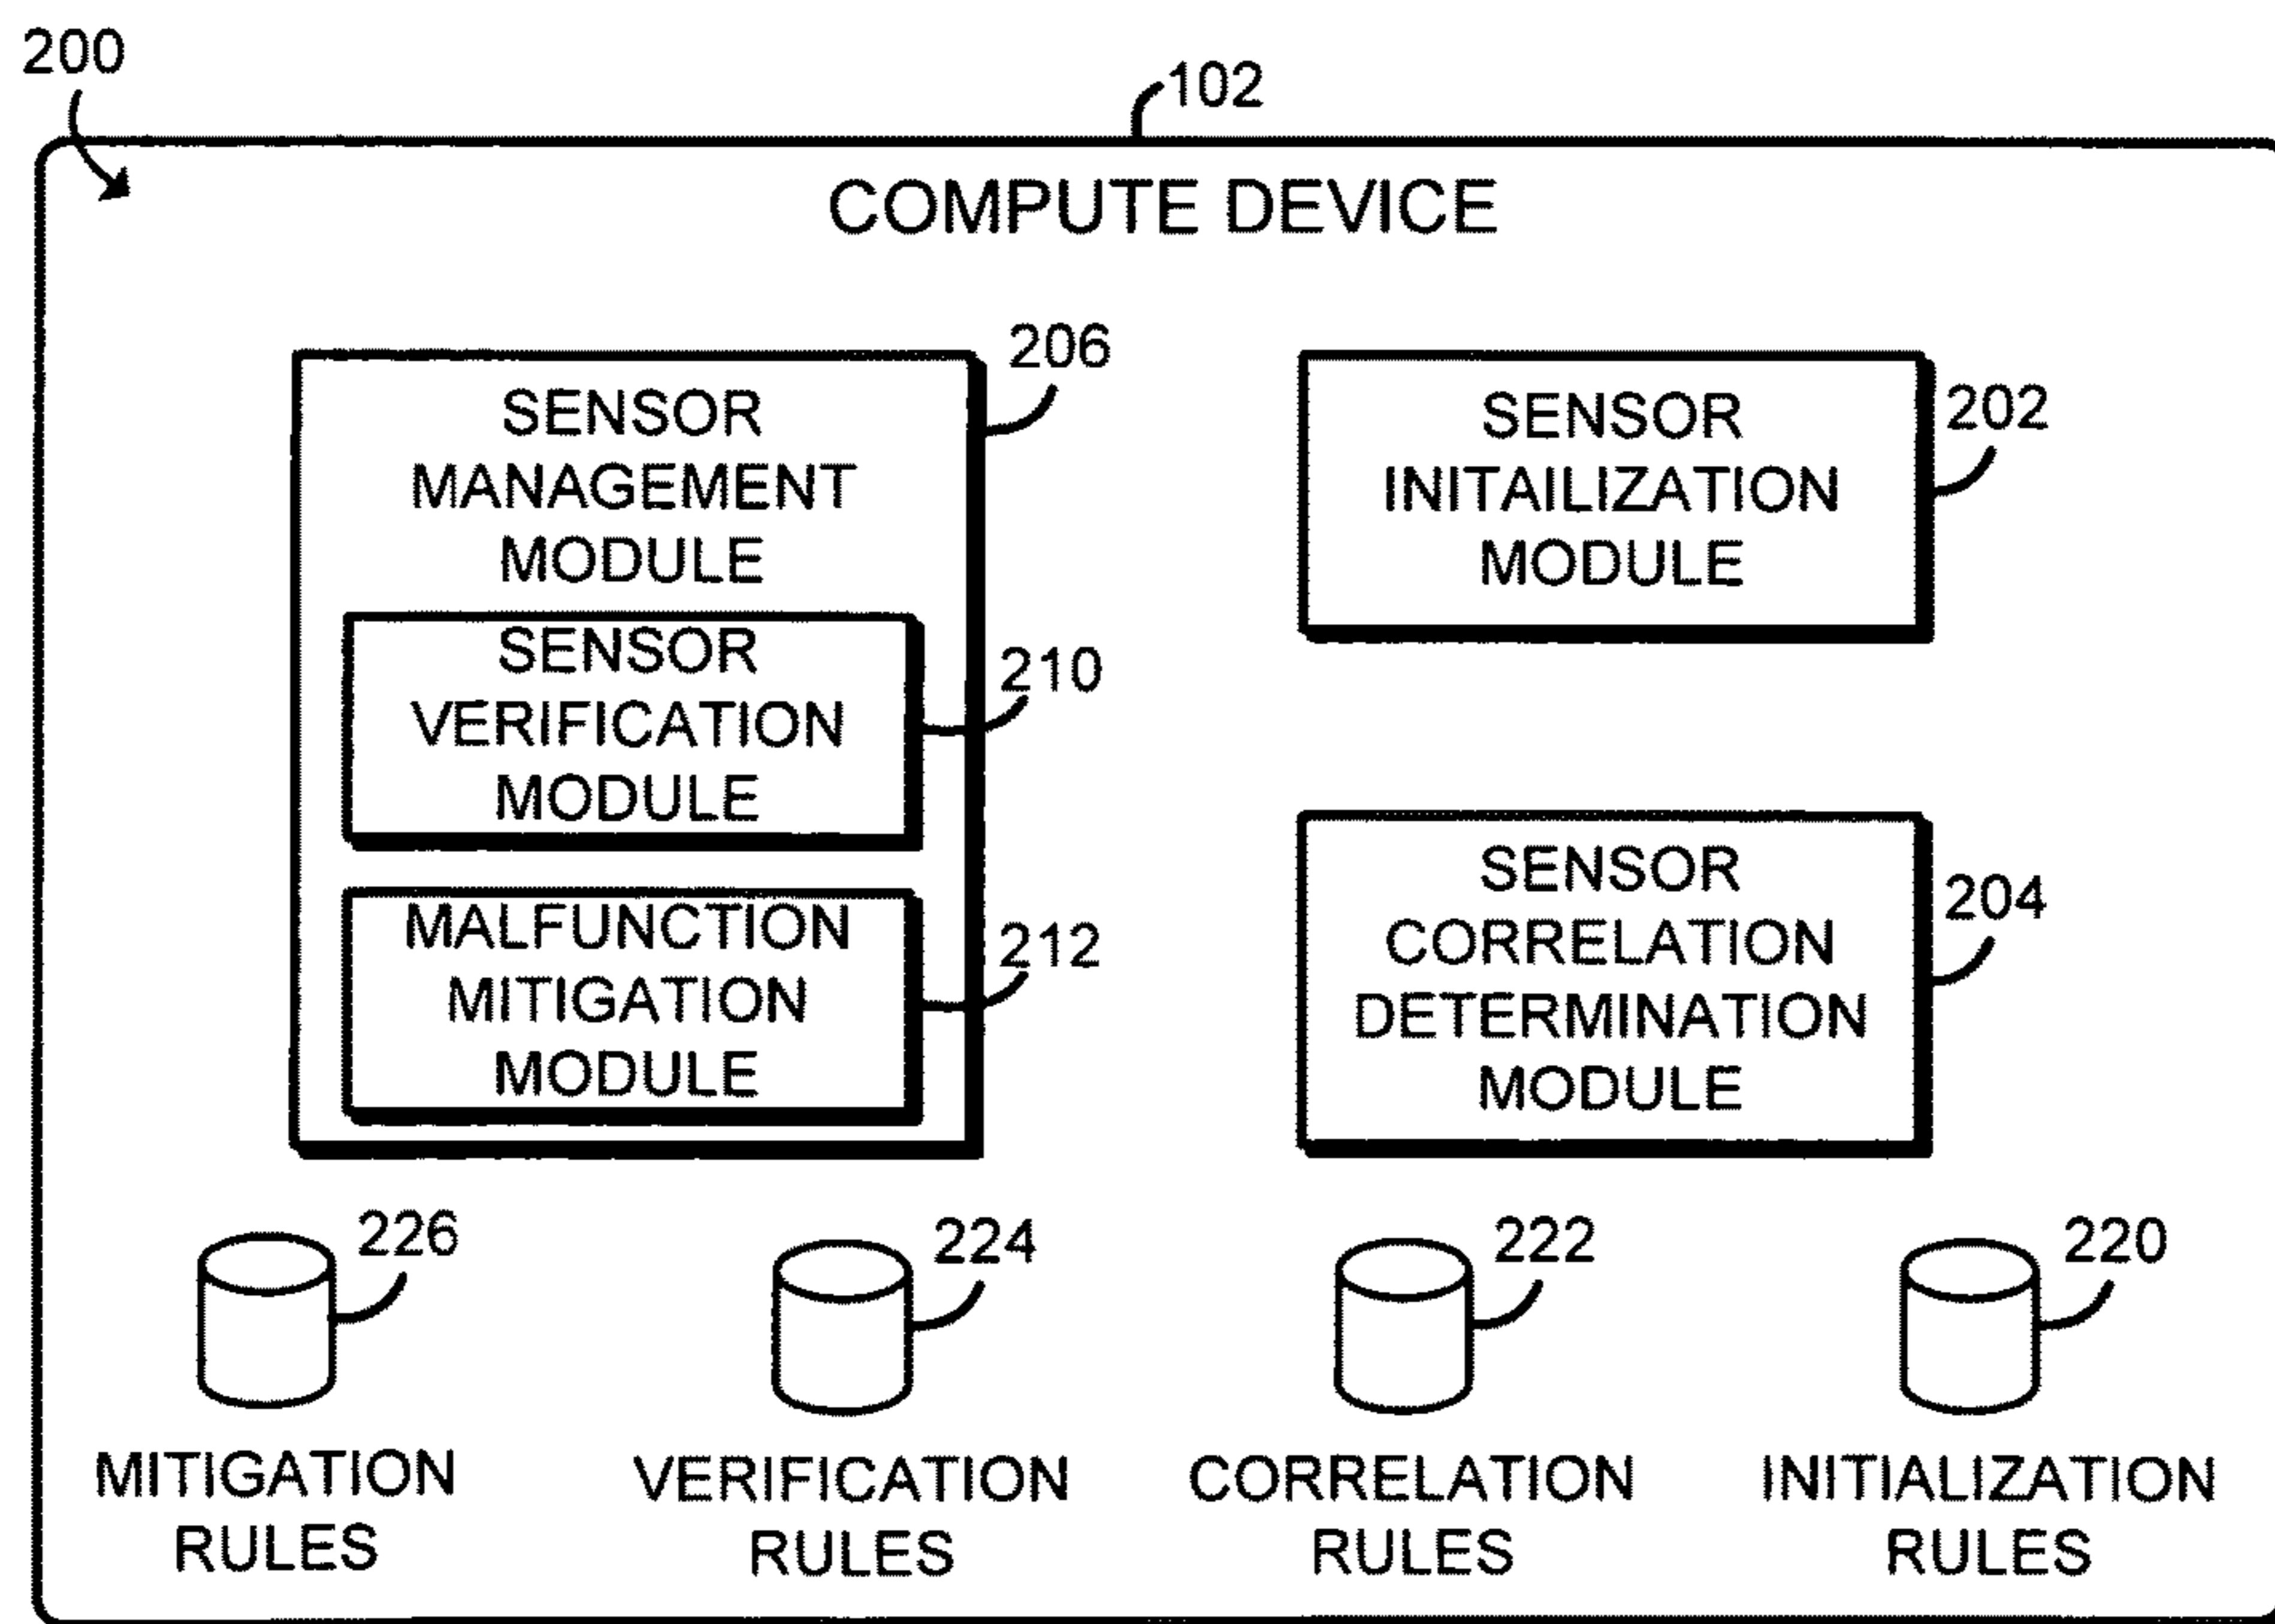 200
102
COMPUTE DEVICE
206
SENSOR
MANAGEMENT
MODULE
SENSOR
VERIFICATION
MODULE
210
MALFUNCTION
MITIGATION
MODULE
212
SENSOR
INITAILIZATION
MODULE
202
SENSOR
CORRELATION
DETERMINATION
MODULE
204
226
MITIGATION
RULES
224
VERIFICATION
RULES
222
CORRELATION
RULES
220
INITIALIZATION
RULES